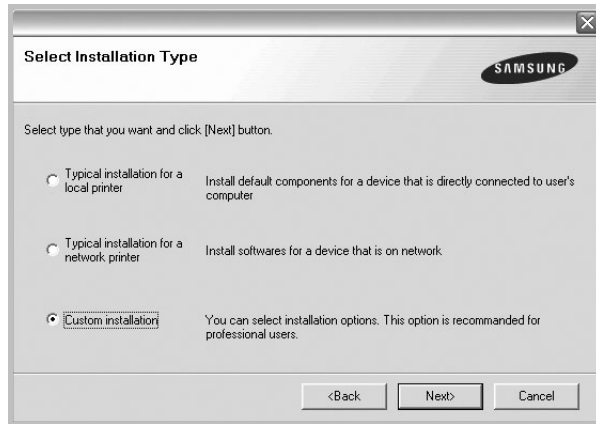 Select Installation Type
SAMSUNG
Select type that you want and click [Next] button.
Typical installation for a
local printer
Install default components for a device that is directly connected to user's
computer
Typical installation for a
network printer
Install softwares for a device that is on network
Custom installation
You can select installation options. This option is recommanded for
professional users.
<Back
Next>
Cancel